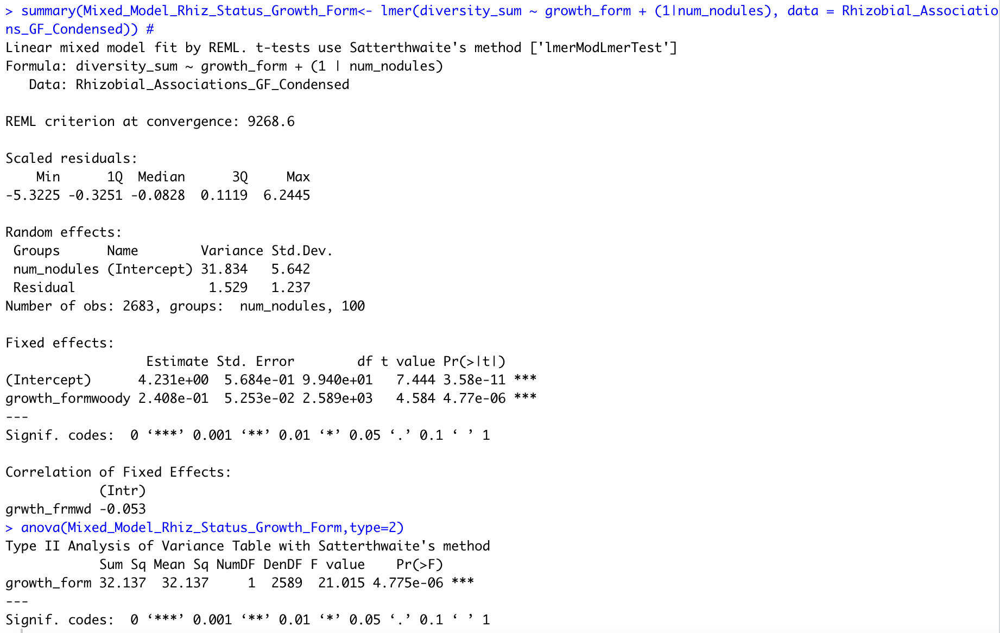 > summary(Mixed_Model_Rhiz_Status_Growth_Form<- lmer(diversity_sum ~ growth_form + (1|num_nodules), data = Rhizobial_Associatio
ns_GF_Condensed)) #
Linear mixed model fit by REML. t-tests use Satterthwaite's method ['lmerModLmerTest']
Formula: diversity_sum ~ growth_form + (1 | num_nodules)
   Data: Rhizobial_Associations_GF_Condensed

REML criterion at convergence: 9268.6

Scaled residuals:
    Min      1Q  Median      3Q     Max
-5.3225 -0.3251 -0.0828  0.1119  6.2445

Random effects:
 Groups      Name        Variance Std.Dev.
 num_nodules (Intercept) 31.834   5.642
 Residual                 1.529   1.237
Number of obs: 2683, groups:  num_nodules, 100

Fixed effects:
                  Estimate Std. Error        df t value Pr(>|t|)
(Intercept)      4.231e+00  5.684e-01 9.940e+01   7.444 3.58e-11 ***
growth_formwoody 2.408e-01  5.253e-02 2.589e+03   4.584 4.77e-06 ***
---
Signif. codes:  0 ‘***’ 0.001 ‘**’ 0.01 ‘*’ 0.05 ‘.’ 0.1 ‘ ’ 1

Correlation of Fixed Effects:
            (Intr)
grwth_frmwd -0.053
> anova(Mixed_Model_Rhiz_Status_Growth_Form,type=2)
Type II Analysis of Variance Table with Satterthwaite's method
            Sum Sq Mean Sq NumDF DenDF F value    Pr(>F)
growth_form 32.137  32.137     1  2589  21.015 4.775e-06 ***
---
Signif. codes:  0 ‘***’ 0.001 ‘**’ 0.01 ‘*’ 0.05 ‘.’ 0.1 ‘ ’ 1